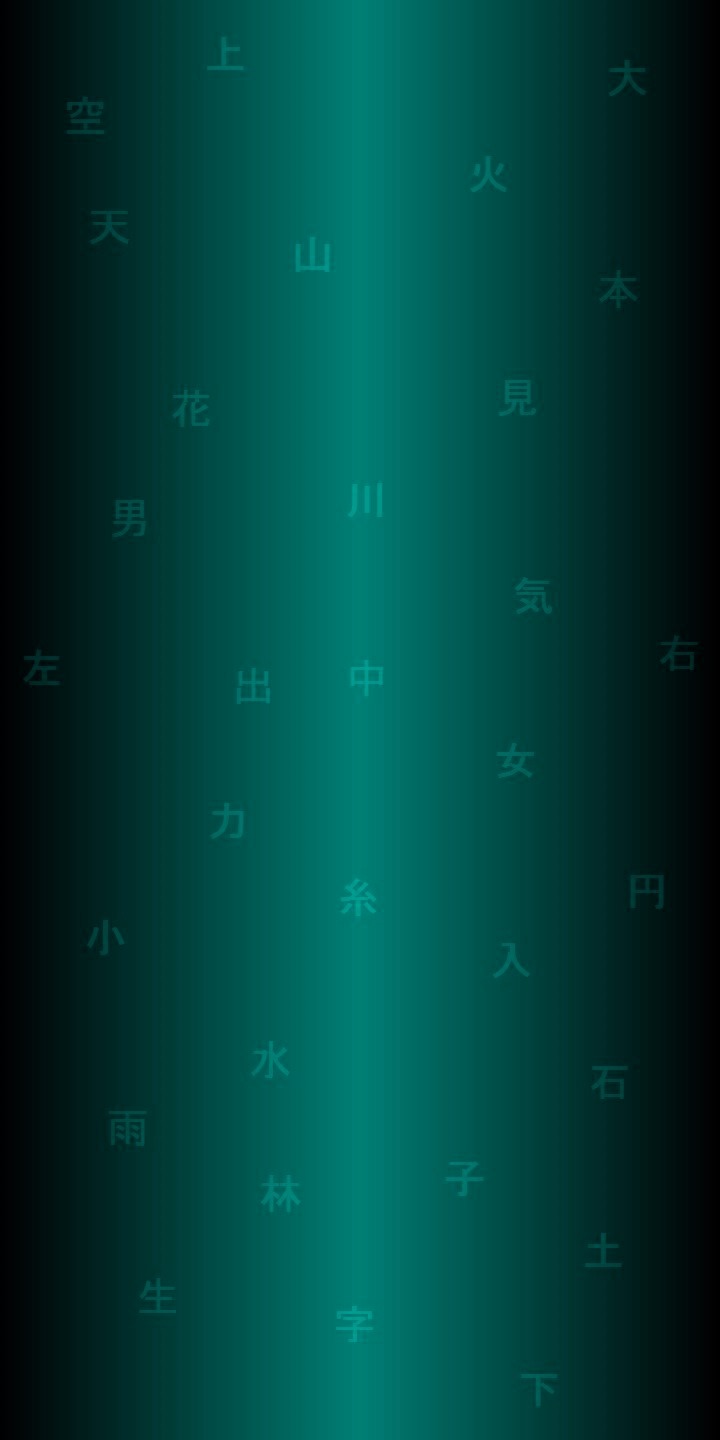 上
大
空
火
天
山
本
見
花
川
男
気
右
左
中
出
女
力
円
糸
小
入
水
石
雨
子
林
土
生
字
下